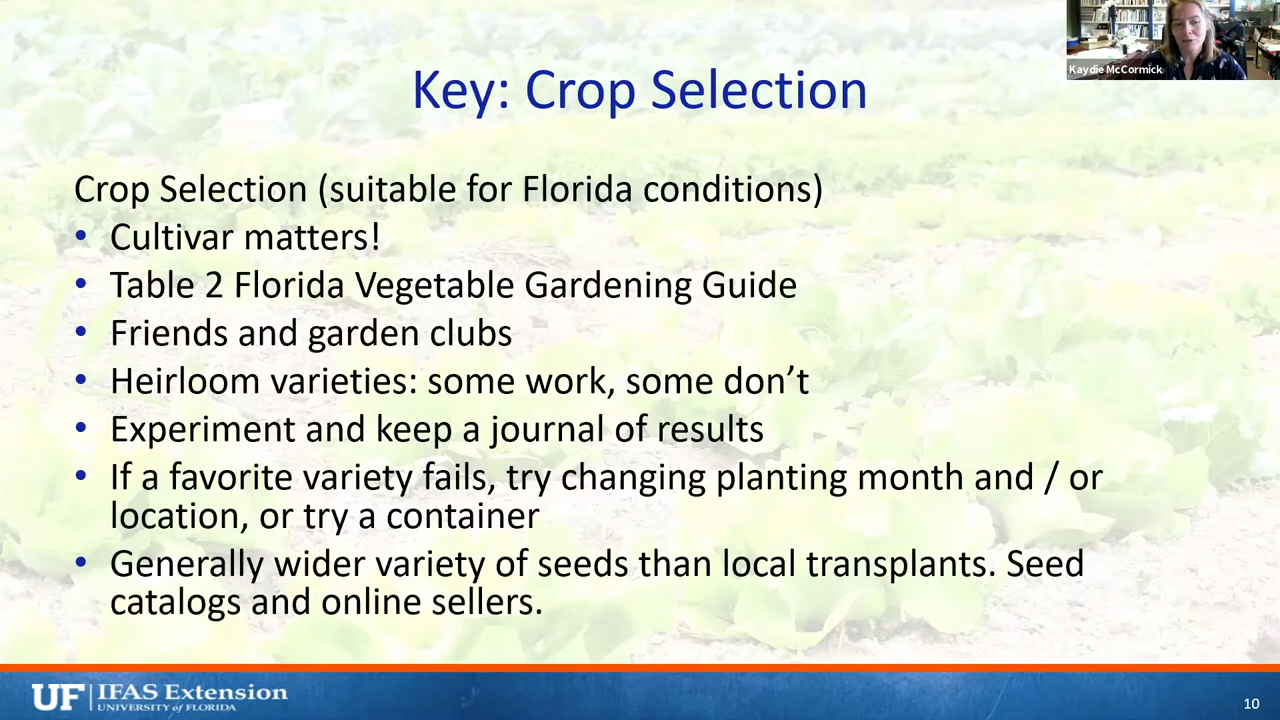 Kaydie McCormick
Key: Crop Selection
Crop Selection (suitable for Florida conditions)
• Cultivar matters!
• Table 2 Florida Vegetable Gardening Guide
• Friends and garden clubs
• Heirloom varieties: some work, some don’t
• Experiment and keep a journal of results
• If a favorite variety fails, try changing planting month and / or
location, or try a container
• Generally wider variety of seeds than local transplants. Seed
catalogs and online sellers.
UF IFAS Extension
UNIVERSITY of FLORIDA
10